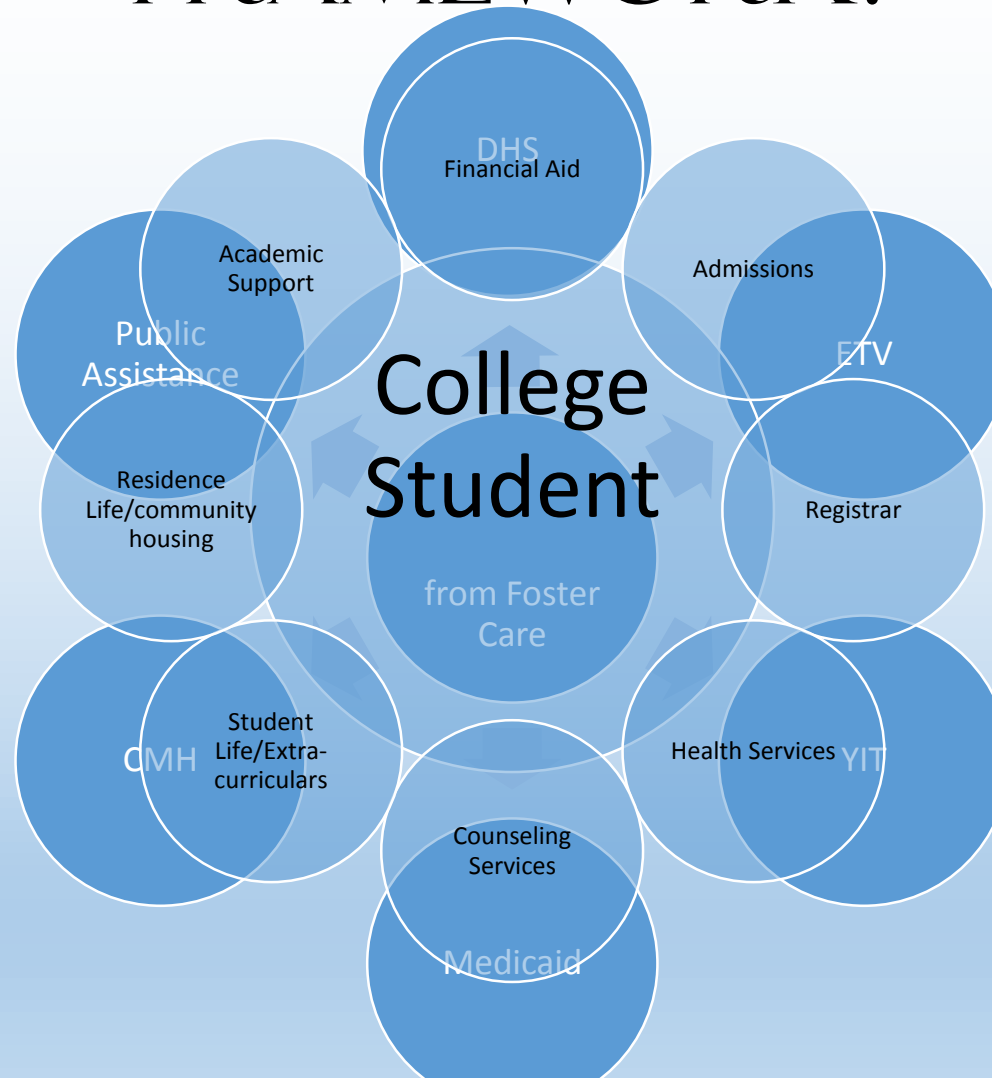 DHS
Financial Aid
Academic
Support
Admissions
Public
Assistance
ETV
College
Student
Residence
Life/community
housing
Registrar
from Foster
Care
Student
Life/Extra-
curriculars
CMH
Health Services
YIT
Counseling
Services
Medicaid